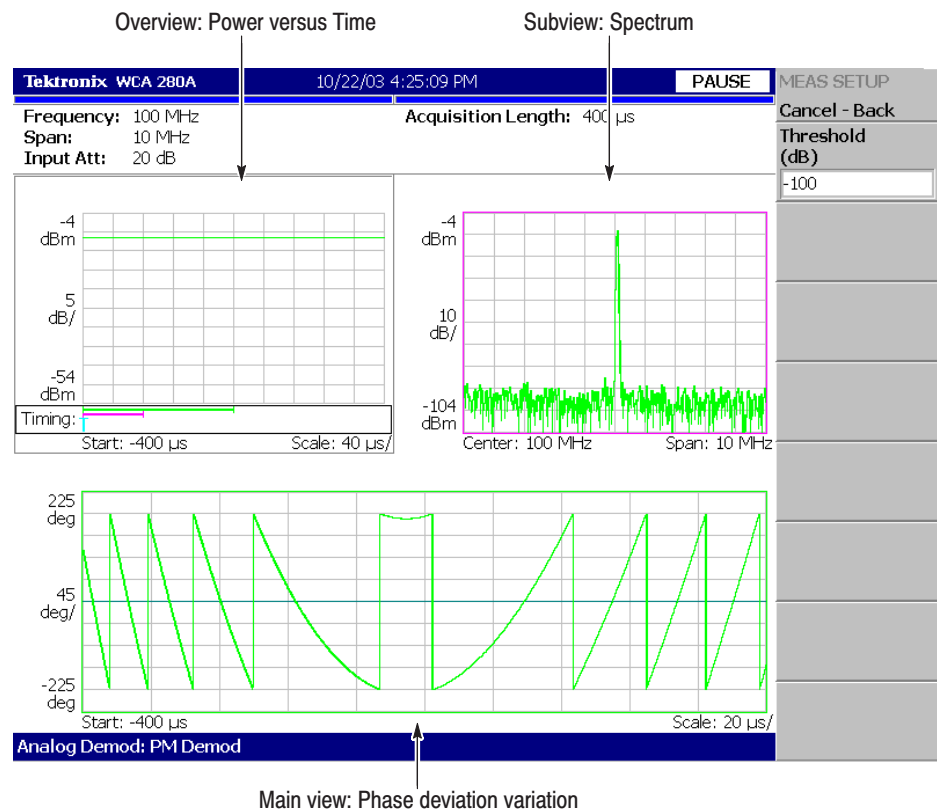 Overview: Power versus Time
Subview: Spectrum
Tektronix WCA 280A 10/22/03 4:25:09 PM PAUSE
MEAS SETUP
Cancel - Back
Threshold
(dB)
-100
Frequency: 100 MHz
Span: 10 MHz
Input Att: 20 dB
Acquisition Length: 400 µs
-4
dBm
5
dB/
-54
dBm
Timing:
Start: -400 µs Scale: 40 µs/
-4
dBm
10
dB/
-104
dBm
Center: 100 MHz Span: 10 MHz
225
deg
45
deg/
-225
deg
Start: -400 µs Scale: 20 µs/
Analog Demod: PM Demod
Main view: Phase deviation variation